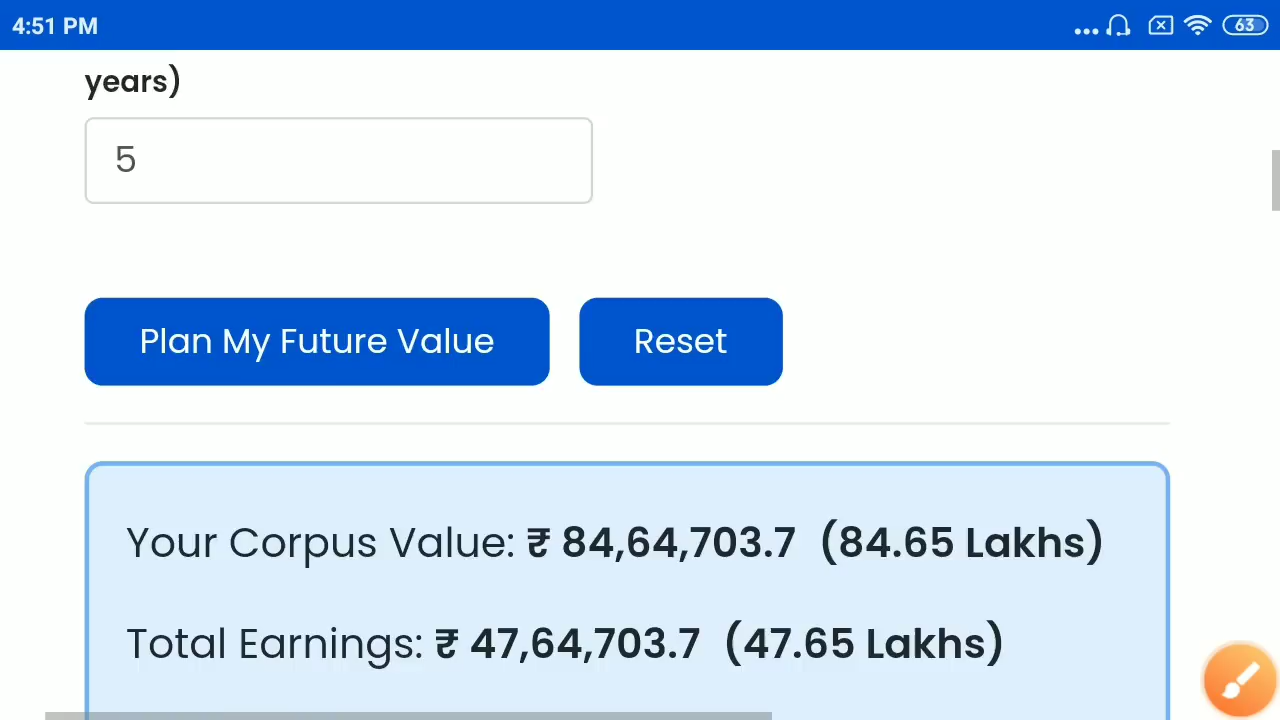 4:51 PM
63
years)
5
Plan My Future Value
Reset
Your Corpus Value: ₹ 84,64,703.7 (84.65 Lakhs)
Total Earnings: ₹ 47,64,703.7 (47.65 Lakhs)